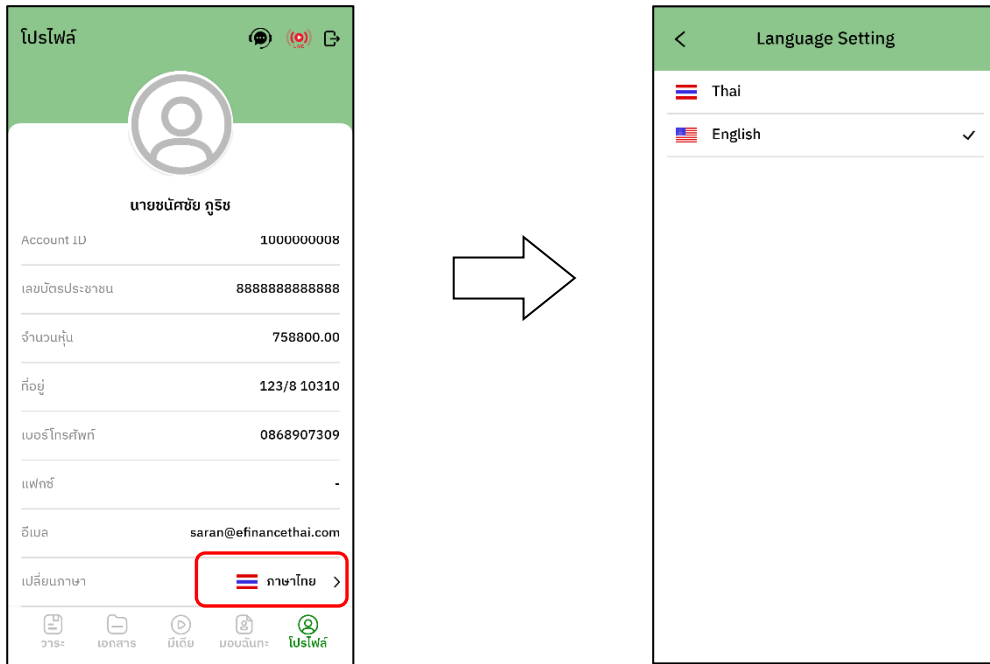 โปรไฟล์
LIVE
นายชนัศชัย ภูริช
Account ID 1000000008
เลขบัตรประชาชน 8888888888888
จำนวนหุ้น 758800.00
ที่อยู่ 123/8 10310
เบอร์โทรศัพท์ 0868907309
แฟกซ์ -
อีเมล saran@efinancethai.com
เปลี่ยนภาษา ภาษาไทย
วาระ เอกสาร มีเดีย มอบฉันทะ โปรไฟล์
Language Setting
Thai
English